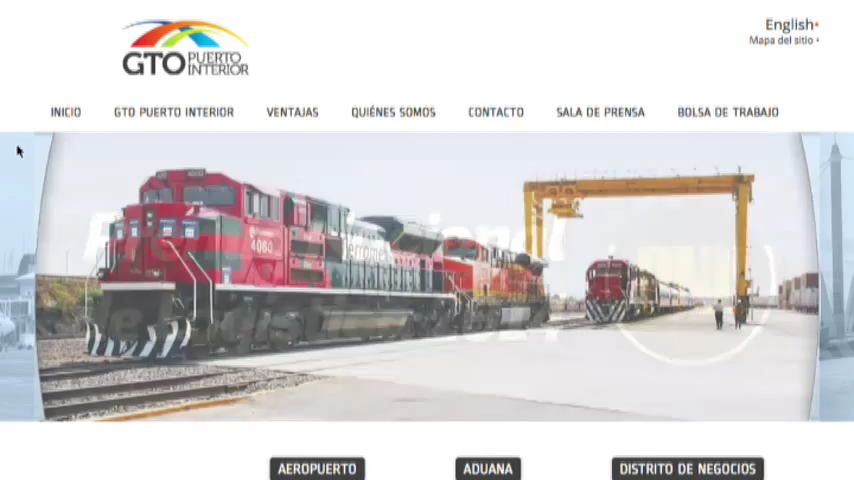 English
Mapa del sitio
GTO PUERTO INTERIOR
INICIO GTO PUERTO INTERIOR VENTAJAS QUIÉNES SOMOS CONTACTO SALA DE PRENSA BOLSA DE TRABAJO
4060
AEROPUERTO ADUANA DISTRITO DE NEGOCIOS